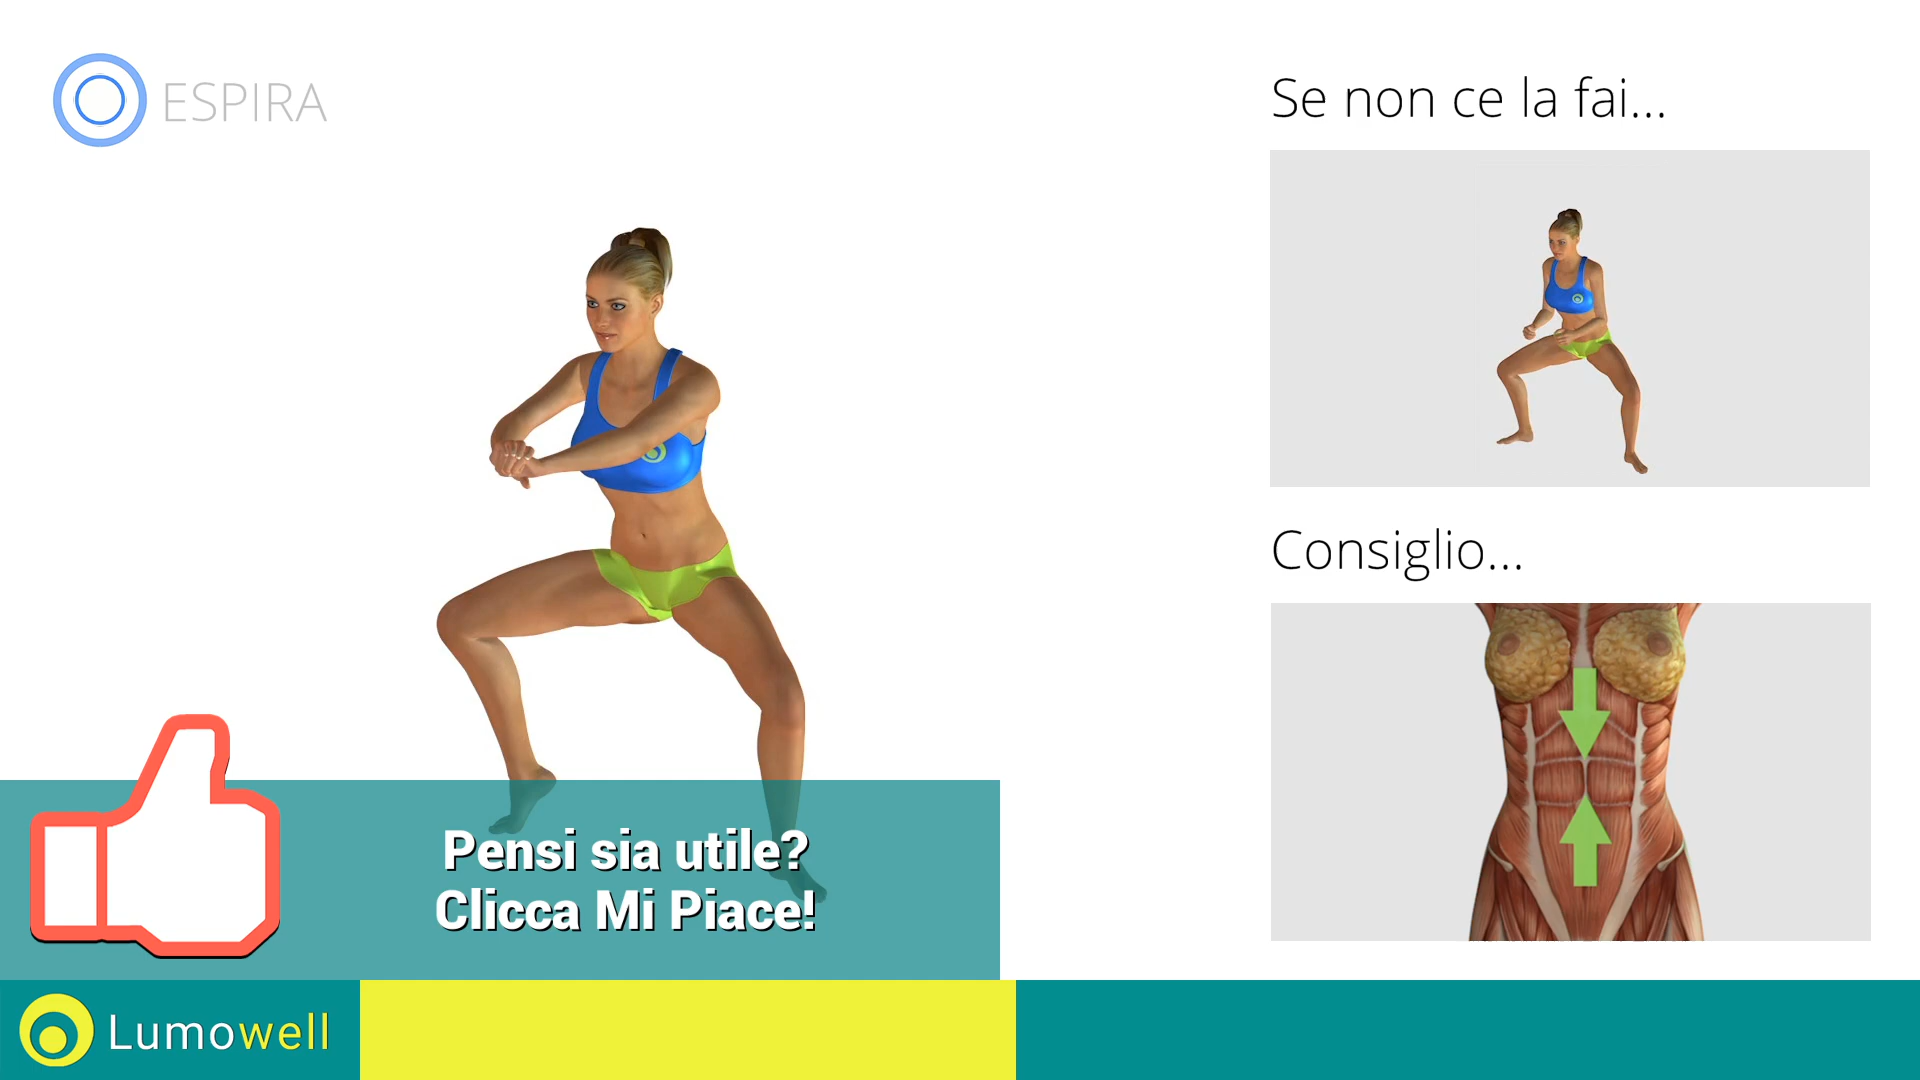 ESPIRA
Se non ce la fai...
Consiglio...
Pensi sia utile?
Clicca Mi Piace!
Lumowell